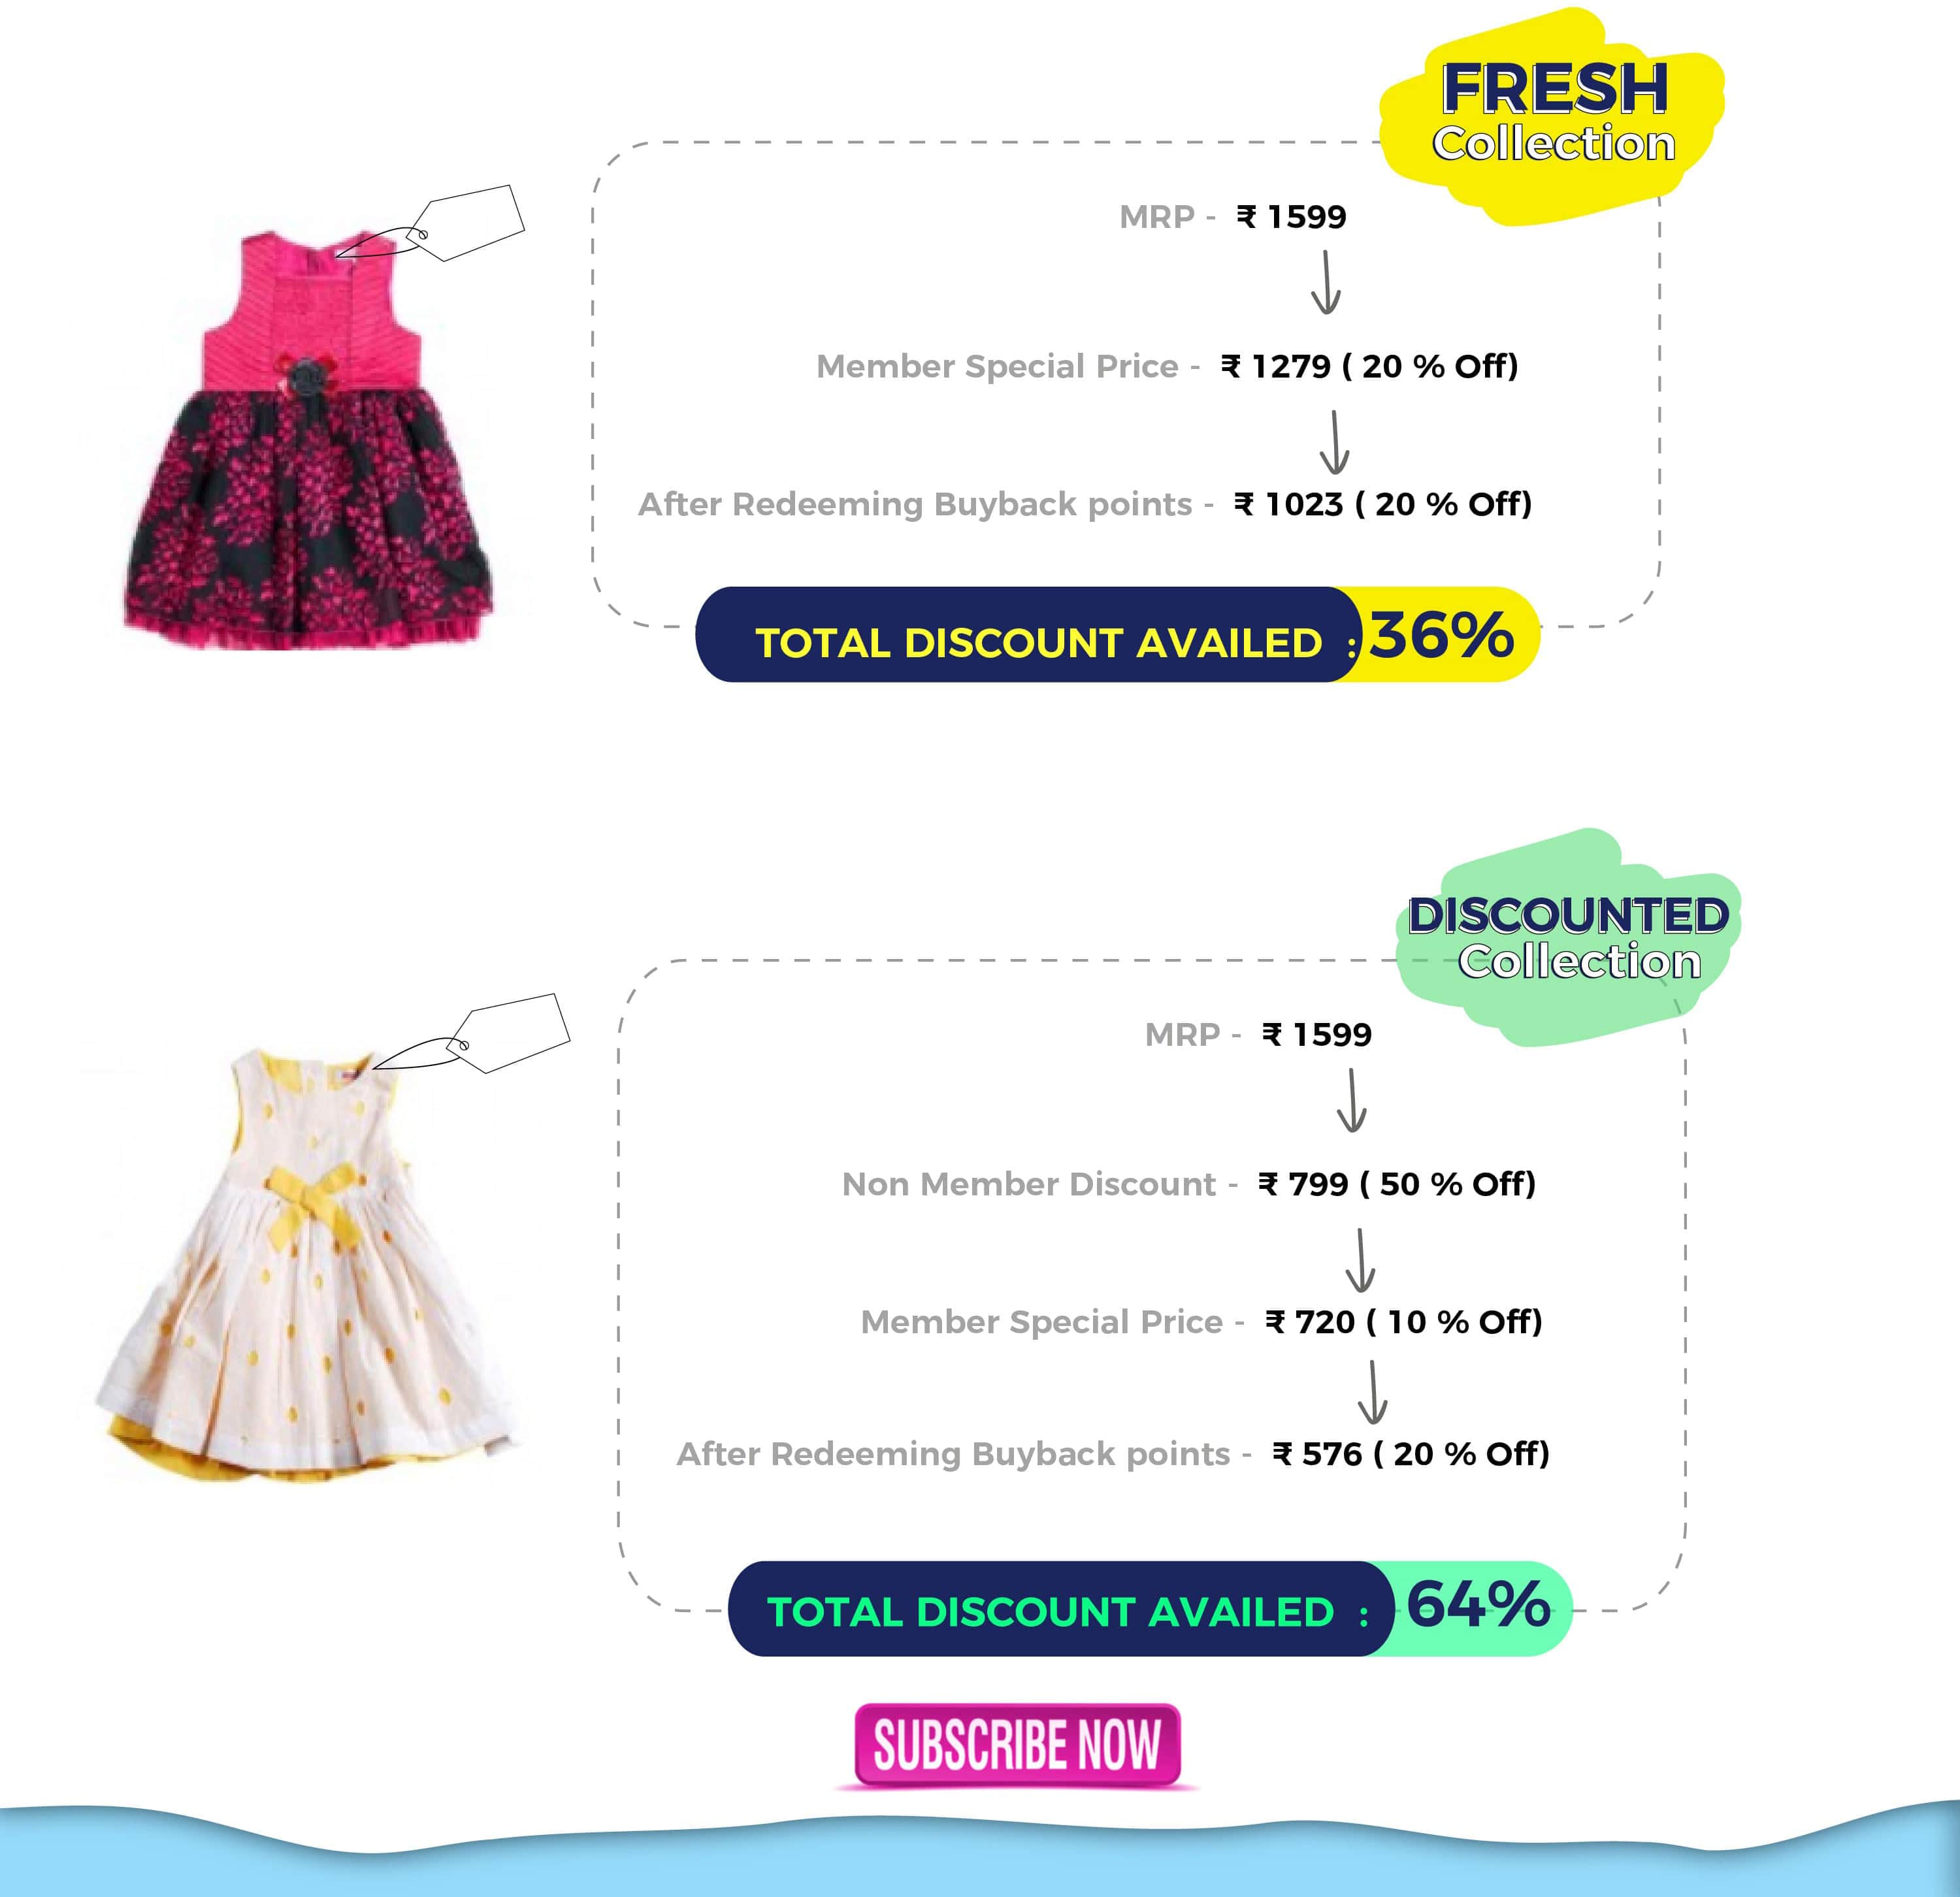 FRESH
Collection
MRP - ₹ 1599
Member Special Price - ₹ 1279 ( 20 % Off)
After Redeeming Buyback points - ₹ 1023 ( 20 % Off)
TOTAL DISCOUNT AVAILED : 36%
DISCOUNTED
Collection
MRP - ₹ 1599
Non Member Discount - ₹ 799 ( 50 % Off)
Member Special Price - ₹ 720 ( 10 % Off)
After Redeeming Buyback points - ₹ 576 ( 20 % Off)
TOTAL DISCOUNT AVAILED : 64%
SUBSCRIBE NOW